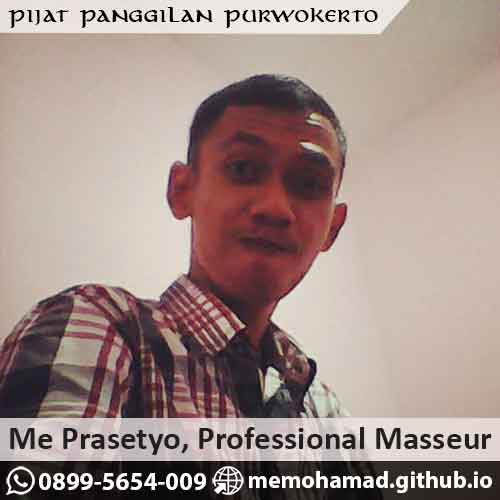 PIJAT PANGGILAN PURWOKERTO
Me Prasetyo, Professional Masseur
0899-5654-009 memohamad.github.io